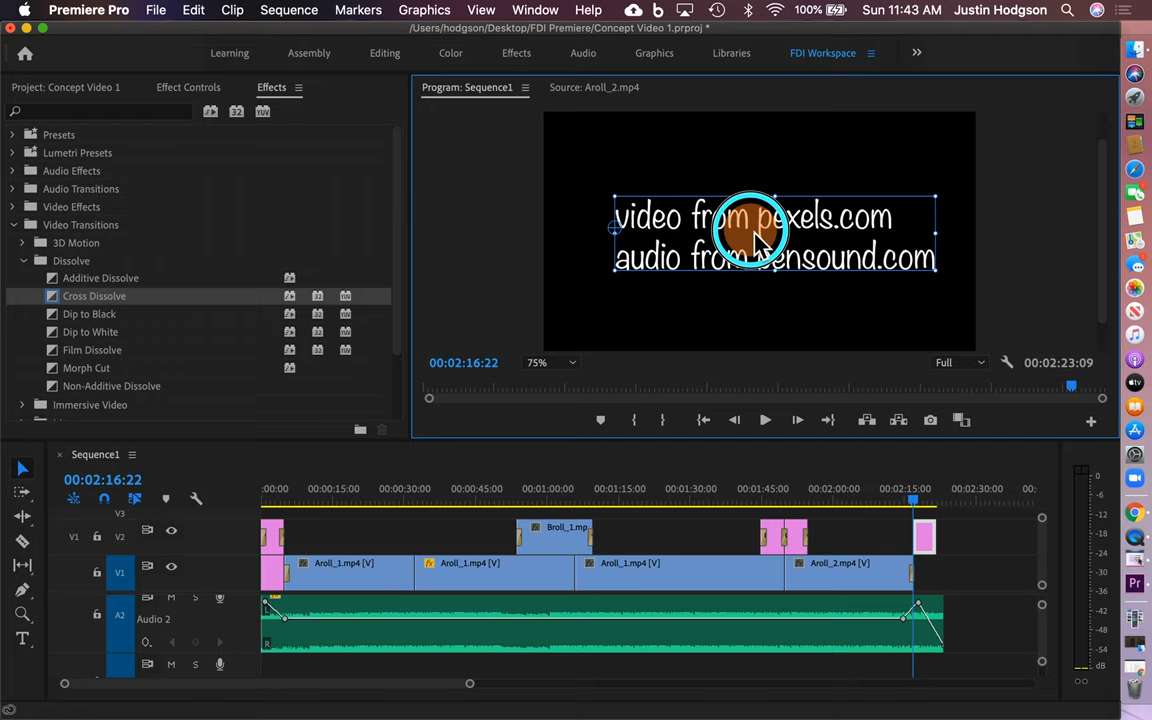 Premiere Pro File Edit Clip Sequence Markers Graphics View Window Help 100% Sun 11:43 AM Justin Hodgson
/Users/hodgson/Desktop/FDI Premiere/Concept Video 1.prproj *
Learning Assembly Editing Color Effects Audio Graphics Libraries FDI Workspace
Project: Concept Video 1 Effect Controls Effects
Program: Sequence1 Source: Aroll_2.mp4
32 YUV
Presets
Lumetri Presets
Audio Effects
Audio Transitions
Video Effects
Video Transitions
3D Motion
Dissolve
Additive Dissolve
Cross Dissolve
Dip to Black
Dip to White
Film Dissolve
Morph Cut
Non-Additive Dissolve
Immersive Video
video from pexels.com
audio from bensound.com
00:02:16:22 75% Full 00:02:23:09
Sequence1
00:02:16:22
:00:00 00:00:15:00 00:00:30:00 00:00:45:00 00:01:00:00 00:01:15:00 00:01:30:00 00:01:45:00 00:02:00:00 00:02:15:00 00:02:30:00 00:
V3
V1 V2 Broll_1.mp
V1 Aroll_1.mp4 [V] Aroll_1.mp4 [V] Aroll_1.mp4 [V] Aroll_2.mp4 [V]
A2 M S
Audio 2
L
R
M S
0
-6
-12
-18
-24
-30
-36
-42
-48
-54
dB
Pr